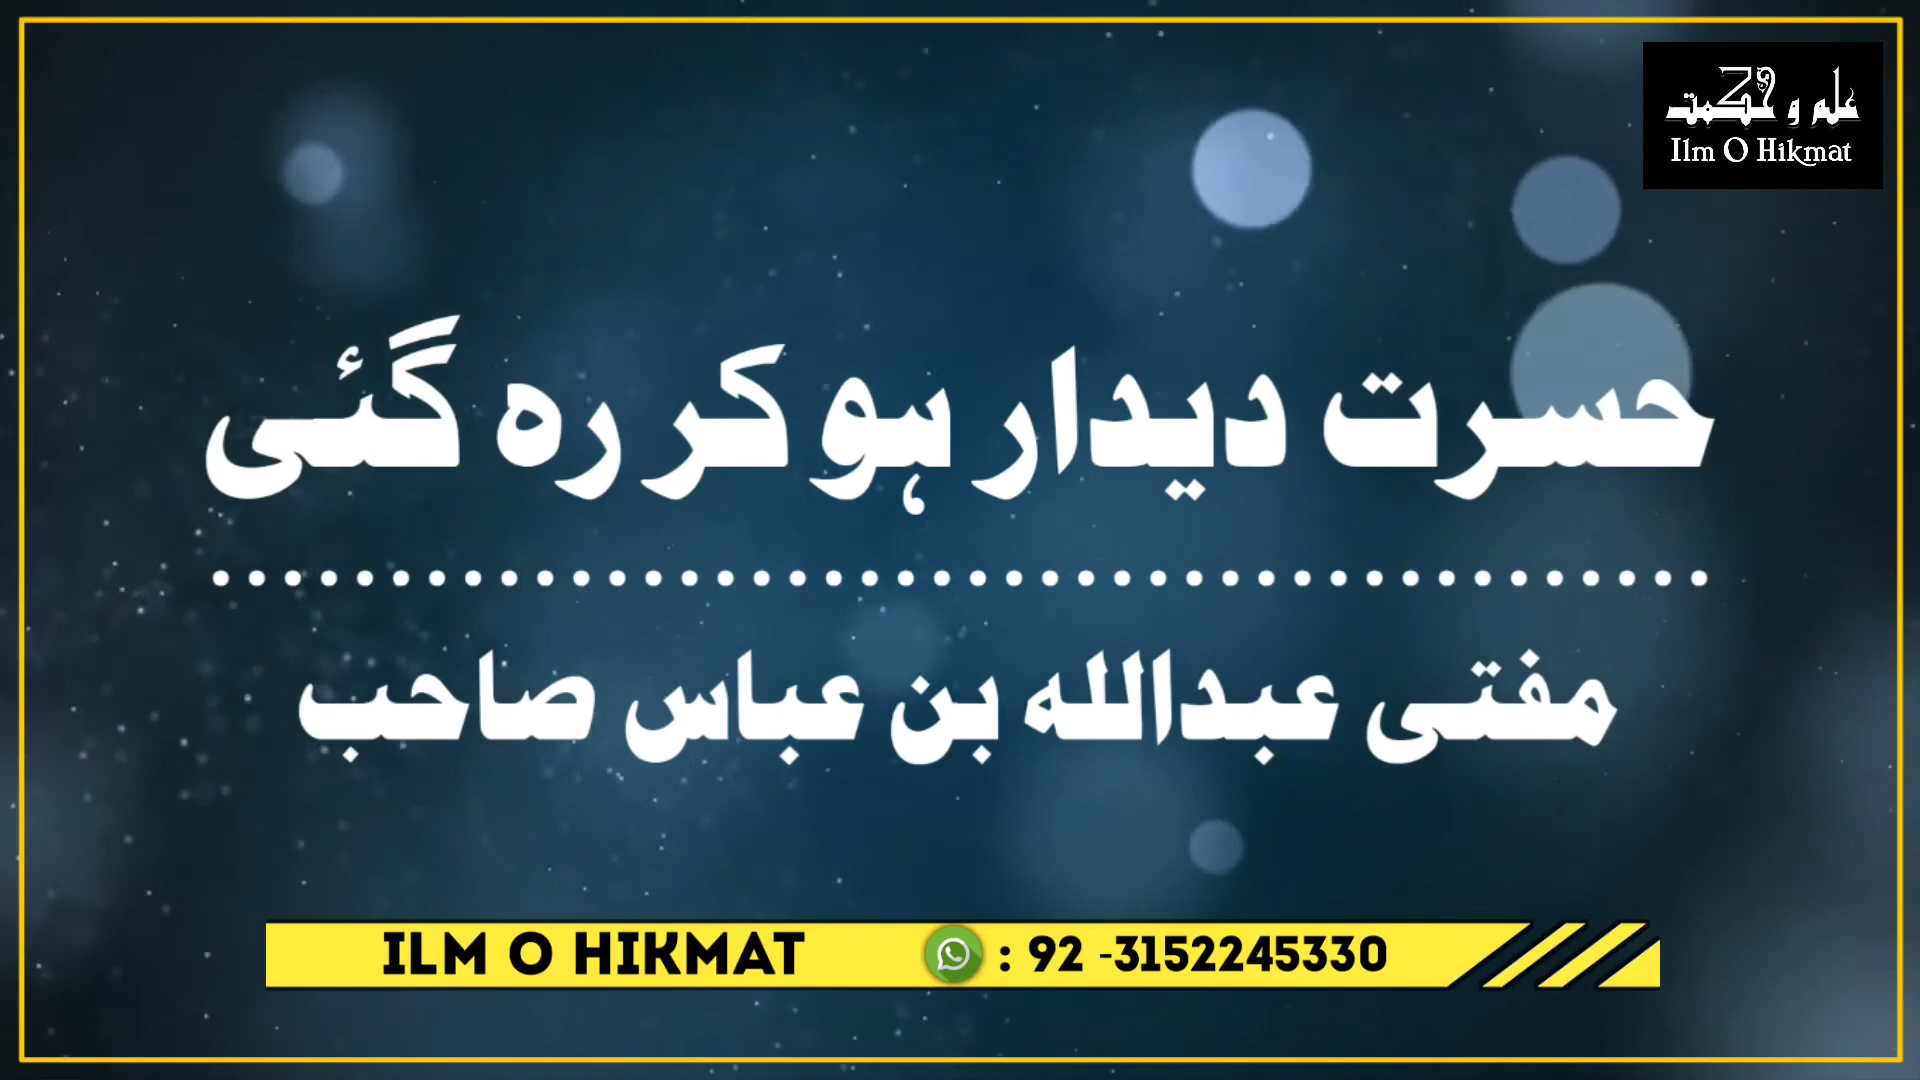 علم و حکمت
Ilm O Hikmat
حسرت دیدار ہو کر رہ گئی
مفتی عبداللہ بن عباس صاحب
ILM O HIKMAT : 92 -3152245330